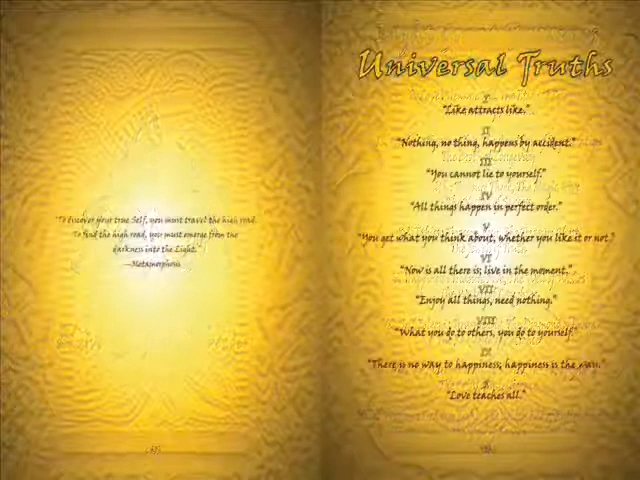 "To discover your true Self, you must travel the high road.
To find the high road, you must emerge from the
darkness into the Light."
—Metamorphosis
Universal Truths
I
"Like attracts like."
II
"Nothing, no thing, happens by accident."
III
"You cannot lie to yourself."
IV
"All things happen in perfect order."
V
"You get what you think about, whether you like it or not."
VI
"Now is all there is; live in the moment."
VII
"Enjoy all things, need nothing."
VIII
"What you do to others, you do to yourself."
IX
"There is no way to happiness; happiness is the way."
X
"Love teaches all."